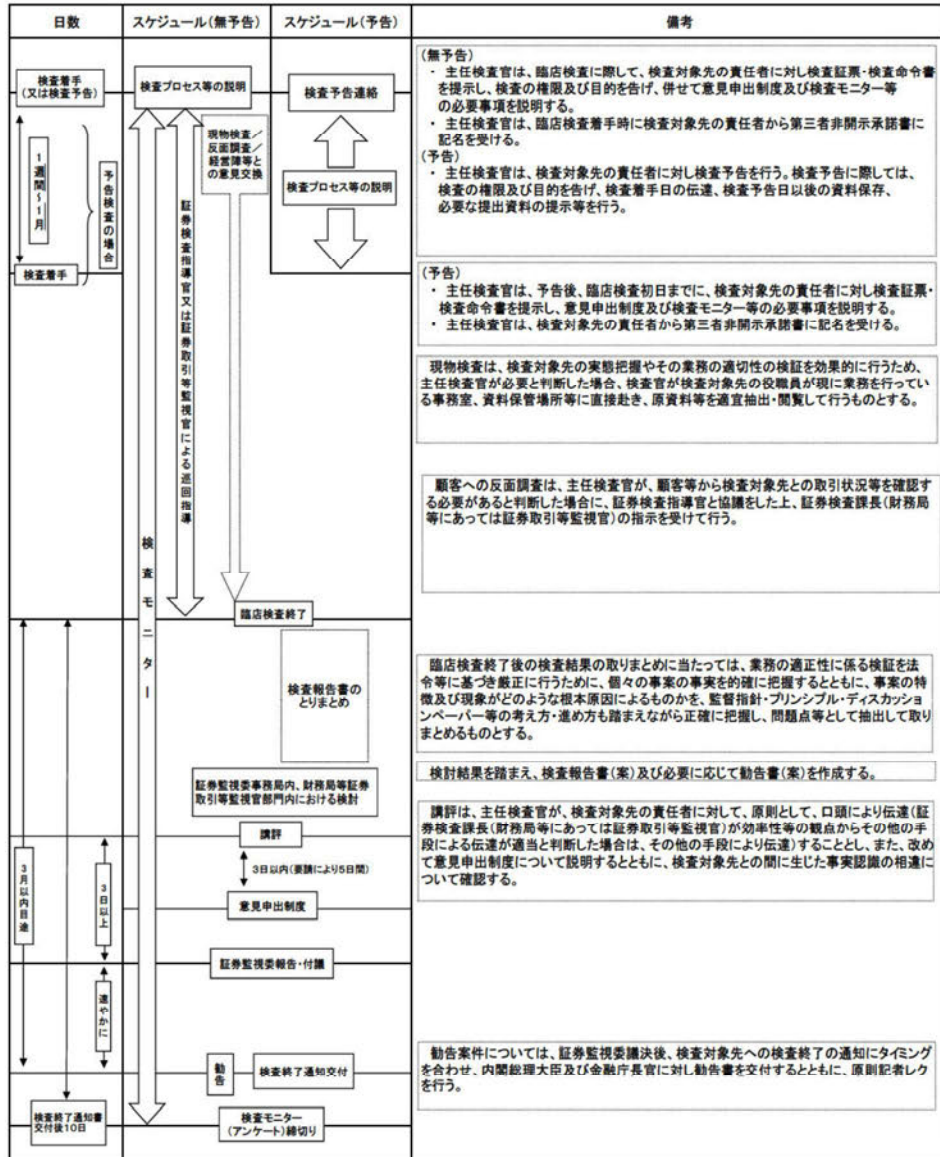 日数
スケジュール(無予告)
スケジュール(予告)
備考
検査着手
(又は検査予告)
検査プロセス等の説明
検査予告連絡
現物検査/
反面調査/
経営陣等と
の意見交換
検査プロセス等の説明
1週間~1月
予告検査の場合
検査着手
証券検査指導官又は証券取引等監視官による巡回指導
検査モニター
臨店検査終了
検査報告書の
とりまとめ
証券監視委事務局内、財務局等証券
取引等監視官部門内における検討
講評
3日以内(要請により5日間)
意見申出制度
3月以内目途
3日以上
証券監視委報告・付議
速やかに
勧告
検査終了通知交付
検査終了通知書
交付後10日
検査モニター
(アンケート)締切り
(無予告)
・ 主任検査官は、臨店検査に際して、検査対象先の責任者に対し検査証票・検査命令書
を提示し、検査の権限及び目的を告げ、併せて意見申出制度及び検査モニター等
の必要事項を説明する。
・ 主任検査官は、臨店検査着手時に検査対象先の責任者から第三者非開示承諾書に
記名を受ける。
(予告)
・ 主任検査官は、検査対象先の責任者に対し検査予告を行う。検査予告に際しては、
検査の権限及び目的を告げ、検査着手日の伝達、検査予告日以後の資料保存、
必要な提出資料の提示等を行う。
(予告)
・ 主任検査官は、予告後、臨店検査初日までに、検査対象先の責任者に対し検査証票・
検査命令書を提示し、意見申出制度及び検査モニター等の必要事項を説明する。
・ 主任検査官は、検査対象先の責任者から第三者非開示承諾書に記名を受ける。
現物検査は、検査対象先の実態把握やその業務の適切性の検証を効果的に行うため、
主任検査官が必要と判断した場合、検査官が検査対象先の役職員が現に業務を行ってい
る事務室、資料保管場所等に直接赴き、原資料等を適宜抽出・閲覧して行うものとする。
顧客への反面調査は、主任検査官が、顧客等から検査対象先との取引状況等を確認す
る必要があると判断した場合に、証券検査指導官と協議をした上、証券検査課長(財務局
等にあっては証券取引等監視官)の指示を受けて行う。
臨店検査終了後の検査結果の取りまとめに当たっては、業務の適正性に係る検証を法
令等に基づき厳正に行うために、個々の事案の事実を的確に把握するとともに、事案の特
徴及び現象がどのような根本原因によるものかを、監督指針・プリンシプル・ディスカッショ
ンペーパー等の考え方・進め方も踏まえながら正確に把握し、問題点等として抽出して取り
まとめるものとする。
検討結果を踏まえ、検査報告書(案)及び必要に応じて勧告書(案)を作成する。
講評は、主任検査官が、検査対象先の責任者に対して、原則として、口頭により伝達(証
券検査課長(財務局等にあっては証券取引等監視官)が効率性等の観点からその他の手
段による伝達が適当と判断した場合は、その他の手段により伝達)することとし、また、改め
て意見申出制度について説明するとともに、検査対象先との間に生じた事実認識の相違に
ついて確認する。
勧告案件については、証券監視委議決後、検査対象先への検査終了の通知にタイミング
を合わせ、内閣総理大臣及び金融庁長官に対し勧告書を交付するとともに、原則記者レク
を行う。